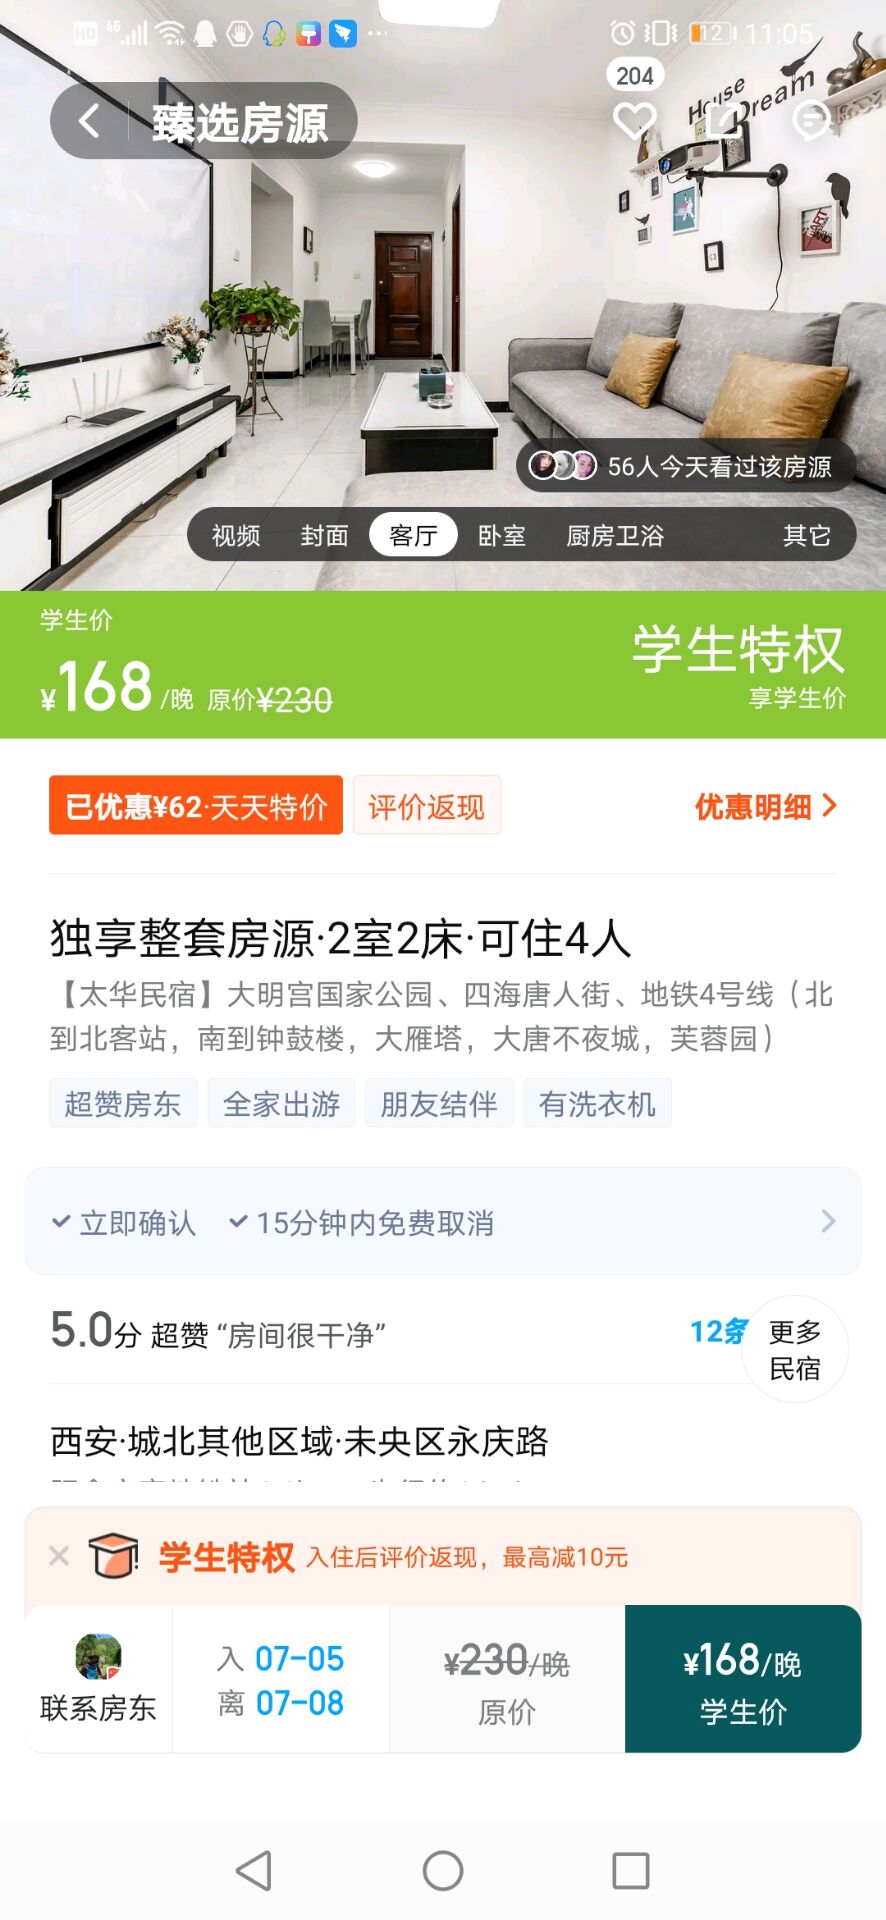 HD 4G 12 11:05
204
臻选房源
House
Dream
56人今天看过该房源
视频 封面 客厅 卧室 厨房卫浴 其它
学生价
学生特权
¥168/晚 原价¥230
享学生价
已优惠¥62·天天特价 评价返现 优惠明细
独享整套房源·2室2床·可住4人
【太华民宿】大明宫国家公园、四海唐人街、地铁4号线（北
到北客站，南到钟鼓楼，大雁塔，大唐不夜城，芙蓉园）
超赞房东 全家出游 朋友结伴 有洗衣机
立即确认 15分钟内免费取消
5.0分 超赞 “房间很干净” 12条
更多
民宿
西安·城北其他区域·未央区永庆路
学生特权 入住后评价返现，最高减10元
联系房东
入 07-05
离 07-08
¥230/晚
原价
¥168/晚
学生价